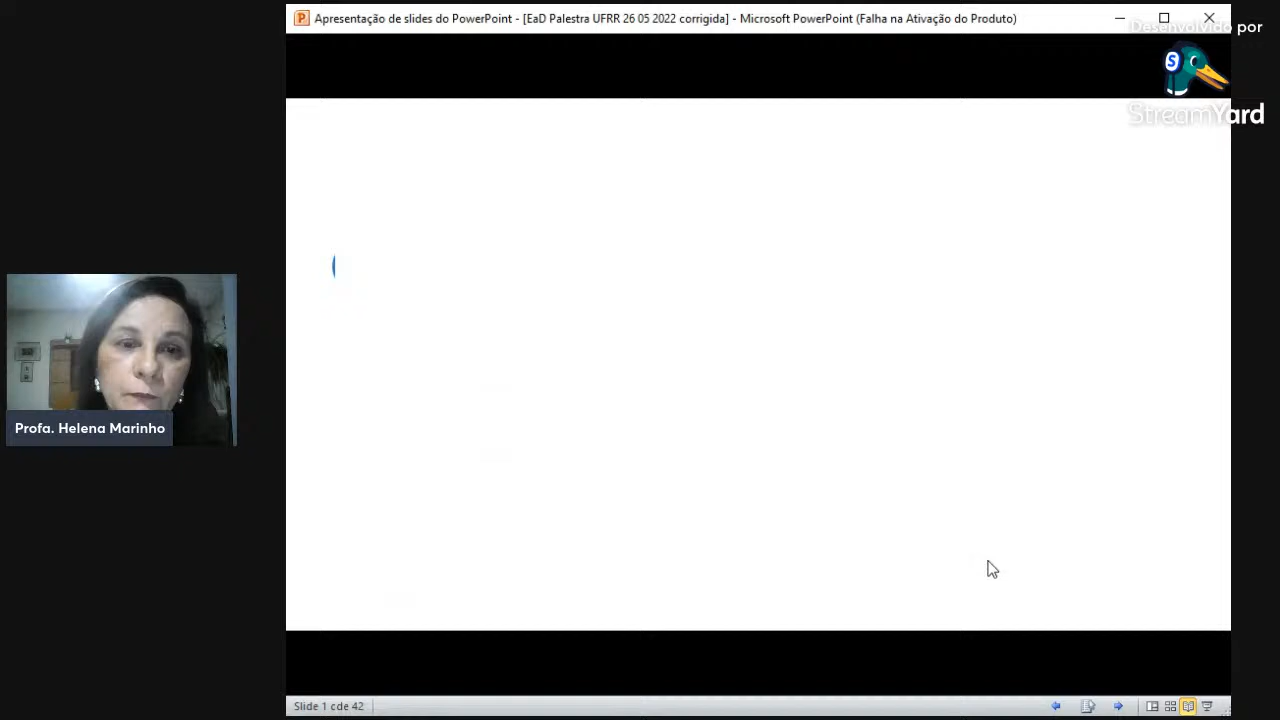 Apresentação de slides do PowerPoint - [EaD Palestra UFRR 26 05 2022 corrigida] - Microsoft PowerPoint (Falha na Ativação do Produto)
Desenvolvido por
S
StreamYard
Profa. Helena Marinho
Slide 1 cde 42